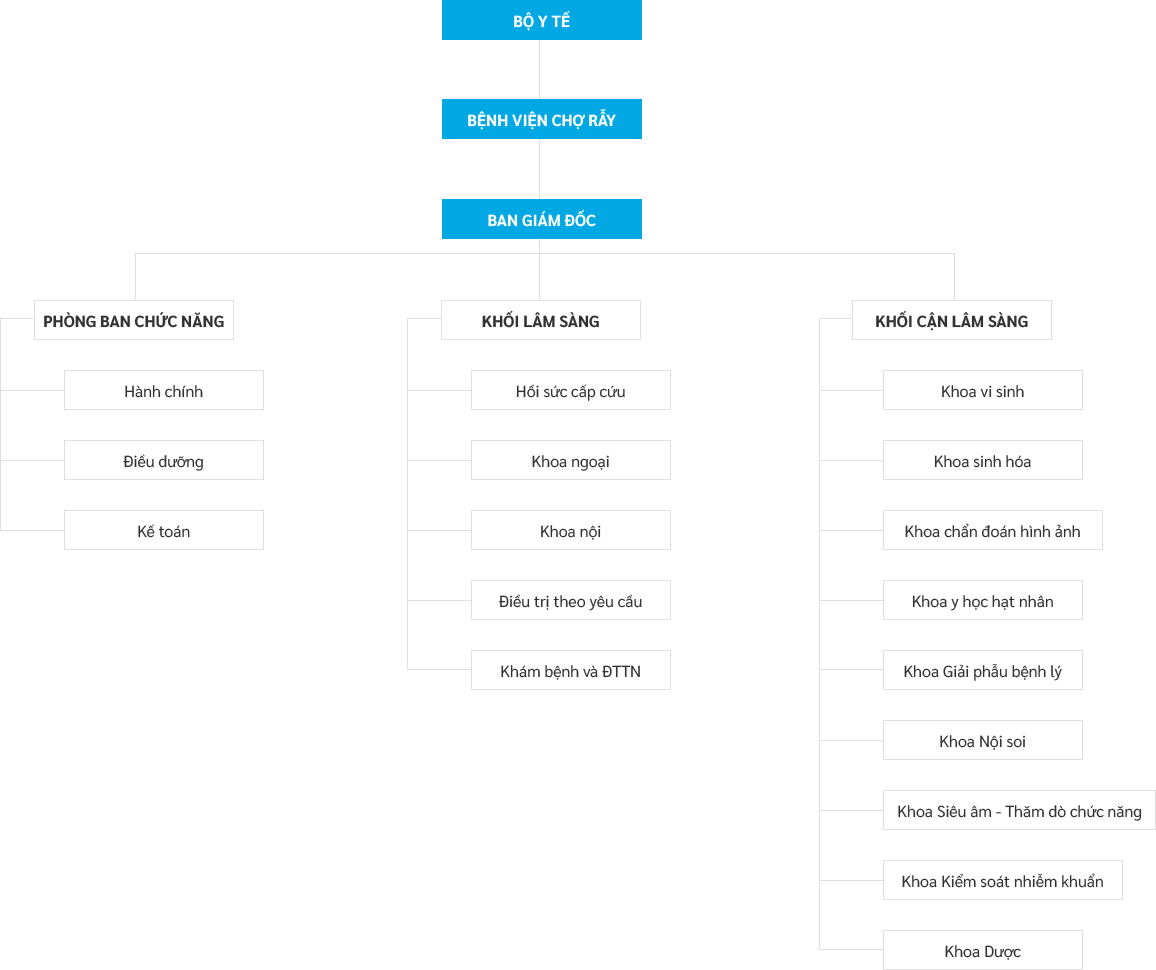 BỘ Y TẾ
BỆNH VIỆN CHỢ RẪY
BAN GIÁM ĐỐC
PHÒNG BAN CHỨC NĂNG
Hành chính
Điều dưỡng
Kế toán
KHỐI LÂM SÀNG
Hồi sức cấp cứu
Khoa ngoại
Khoa nội
Điều trị theo yêu cầu
Khám bệnh và ĐTTN
KHỐI CẬN LÂM SÀNG
Khoa vi sinh
Khoa sinh hóa
Khoa chẩn đoán hình ảnh
Khoa y học hạt nhân
Khoa Giải phẫu bệnh lý
Khoa Nội soi
Khoa Siêu âm - Thăm dò chức năng
Khoa Kiểm soát nhiễm khuẩn
Khoa Dược